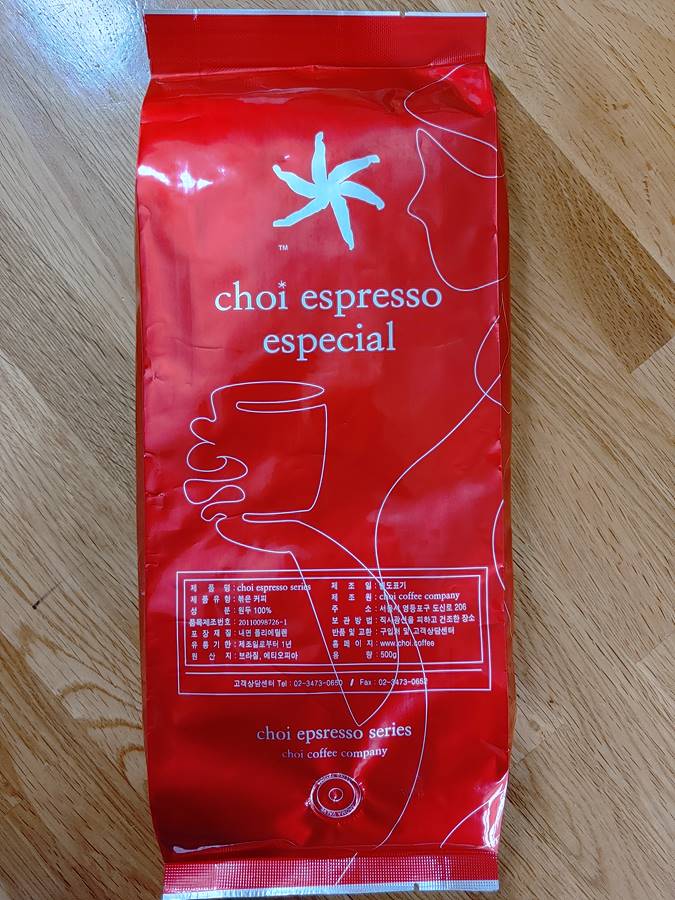 TM
choi* espresso
especial
제 품 명 : choi espresso series
제 품 유 형 : 볶은 커피
성 분 : 원두 100%
품목제조번호 : 20110098726-1
포 장 재 질 : 내면 폴리에틸렌
유 통 기 한 : 제조일로부터 1년
원 산 지 : 브라질, 에티오피아
제 조 일 : 별도표기
제 조 원 : choi coffee company
주 소 : 서울시 영등포구 도신로 206
보 관 방 법 : 직사광선을 피하고 건조한 장소
반품 및 교환 : 구입처 및 고객상담센터
홈 페 이 지 : www.choi.coffee
용 량 : 500g
고객상담센터 Tel : 02-3473-0650 / Fax : 02-3473-0652
choi epsresso series
choi coffee company